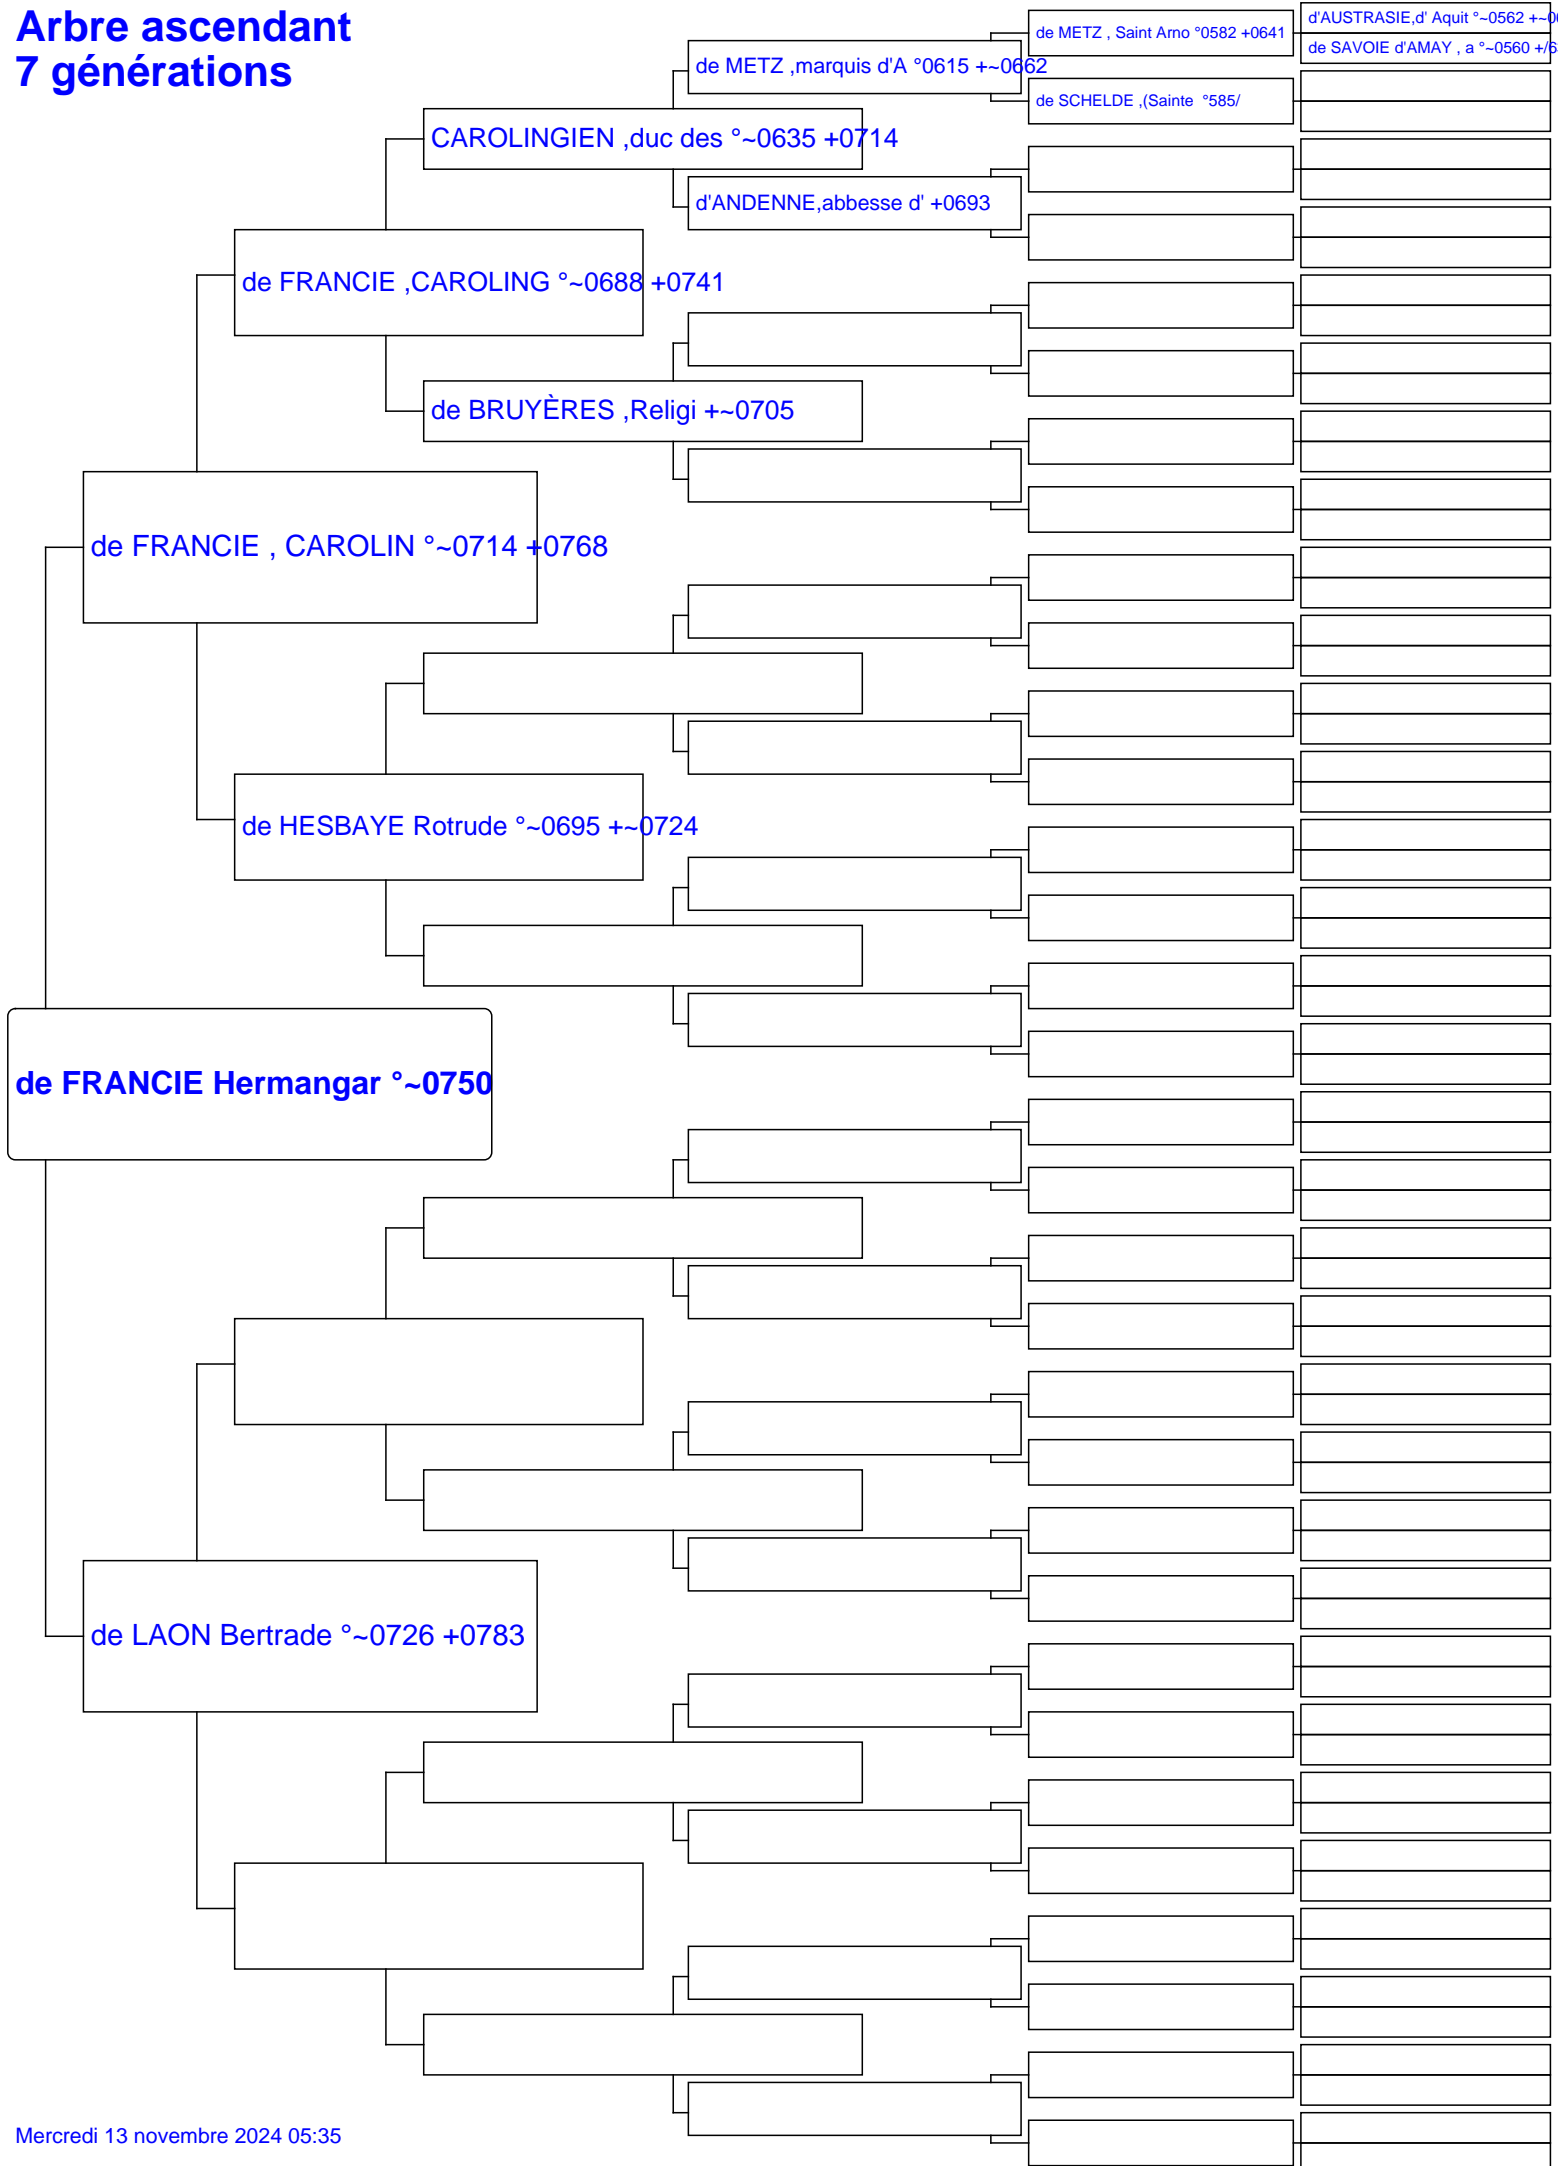 Arbre ascendant
7 générations
d'AUSTRASIE,d' Aquit °~0562 +~0
de METZ , Saint Arno °0582 +0641
de SAVOIE d'AMAY , a °~0560 +/6
de METZ ,marquis d'A °0615 +~0662
de SCHELDE ,(Sainte °585/
CAROLINGIEN ,duc des °~0635 +0714
d'ANDENNE,abbesse d' +0693
de FRANCIE ,CAROLING °~0688 +0741
de BRUYÈRES ,Religi +~0705
de FRANCIE , CAROLIN °~0714 +0768
de HESBAYE Rotrude °~0695 +~0724
de FRANCIE Hermangar °~0750
de LAON Bertrade °~0726 +0783
Mercredi 13 novembre 2024 05:35